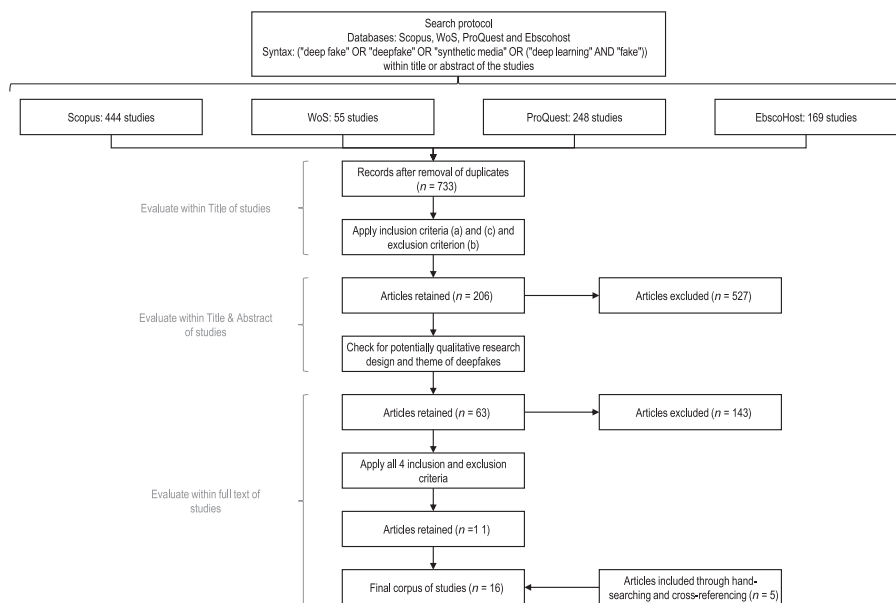 Search protocol
Databases: Scopus, WoS, ProQuest and Ebscohost
Syntax: ("deep fake" OR "deepfake" OR "synthetic media" OR ("deep learning" AND "fake"))
within title or abstract of the studies
Scopus: 444 studies
WoS: 55 studies
ProQuest: 248 studies
EbscoHost: 169 studies
Records after removal of duplicates
(n = 733)
Evaluate within Title of studies
Apply inclusion criteria (a) and (c) and
exclusion criterion (b)
Articles retained (n = 206)
Articles excluded (n = 527)
Evaluate within Title & Abstract
of studies
Check for potentially qualitative research
design and theme of deepfakes
Articles retained (n = 63)
Articles excluded (n = 143)
Apply all 4 inclusion and exclusion
criteria
Evaluate within full text of
studies
Articles retained (n =1 1)
Final corpus of studies (n = 16)
Articles included through hand-
searching and cross-referencing (n = 5)